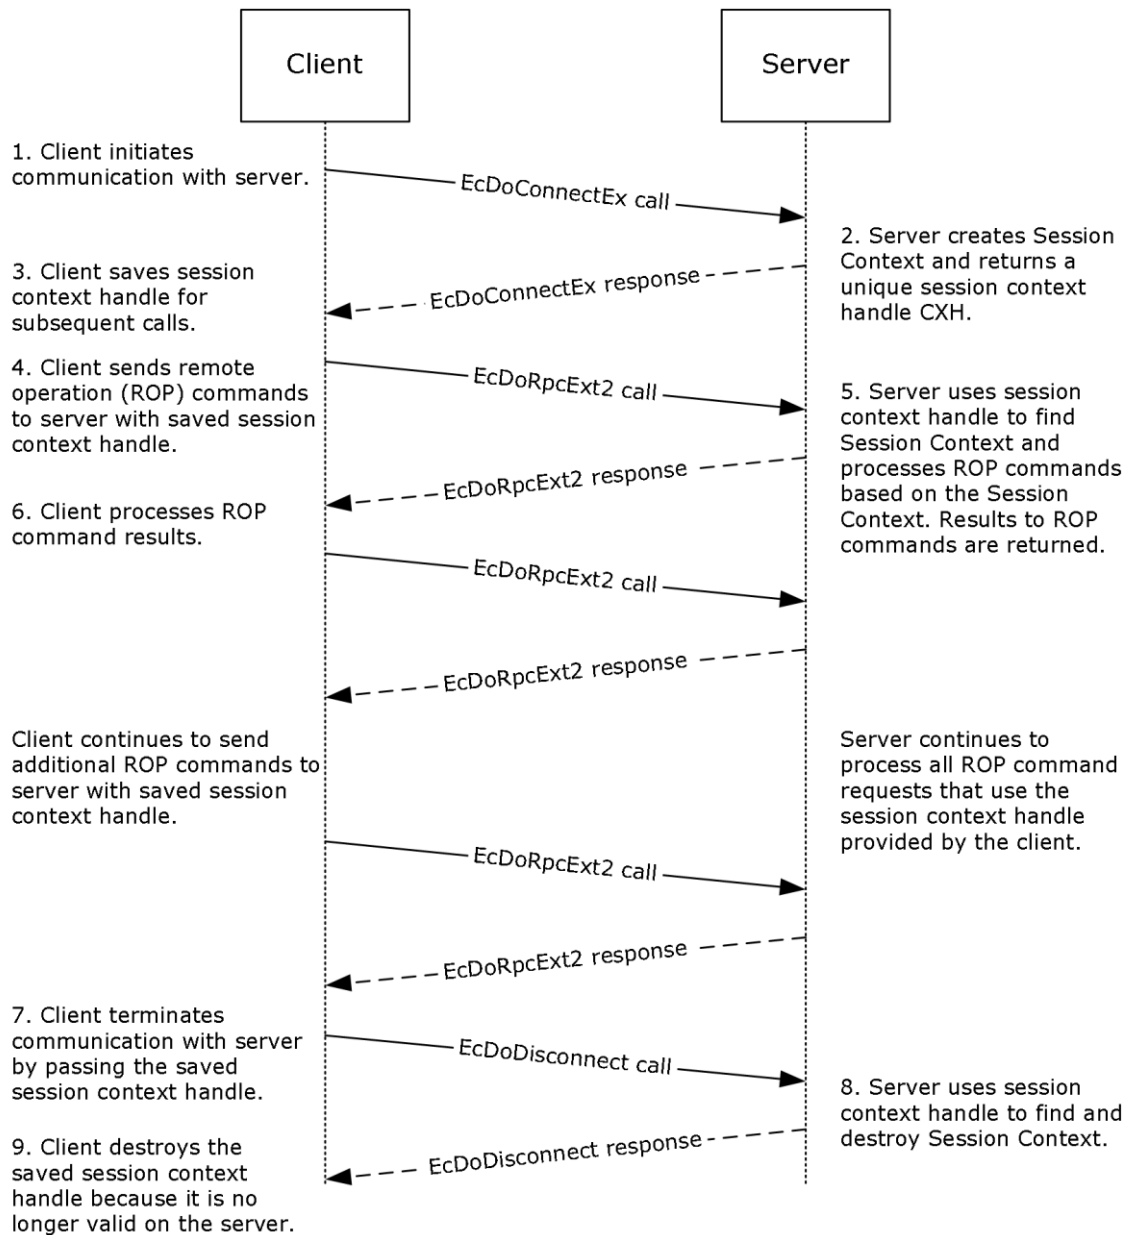 Client
Server
1. Client initiates
communication with server.
EcDoConnectEx call
2. Server creates Session
Context and returns a
unique session context
handle CXH.
EcDoConnectEx response
3. Client saves session
context handle for
subsequent calls.
4. Client sends remote
operation (ROP) commands
to server with saved session
context handle.
EcDoRpcExt2 call
5. Server uses session
context handle to find
Session Context and
processes ROP commands
based on the Session
Context. Results to ROP
commands are returned.
EcDoRpcExt2 response
6. Client processes ROP
command results.
EcDoRpcExt2 call
EcDoRpcExt2 response
Client continues to send
additional ROP commands to
server with saved session
context handle.
Server continues to
process all ROP command
requests that use the
session context handle
provided by the client.
EcDoRpcExt2 call
EcDoRpcExt2 response
7. Client terminates
communication with server
by passing the saved
session context handle.
EcDoDisconnect call
8. Server uses session
context handle to find and
destroy Session Context.
EcDoDisconnect response
9. Client destroys the
saved session context
handle because it is no
longer valid on the server.